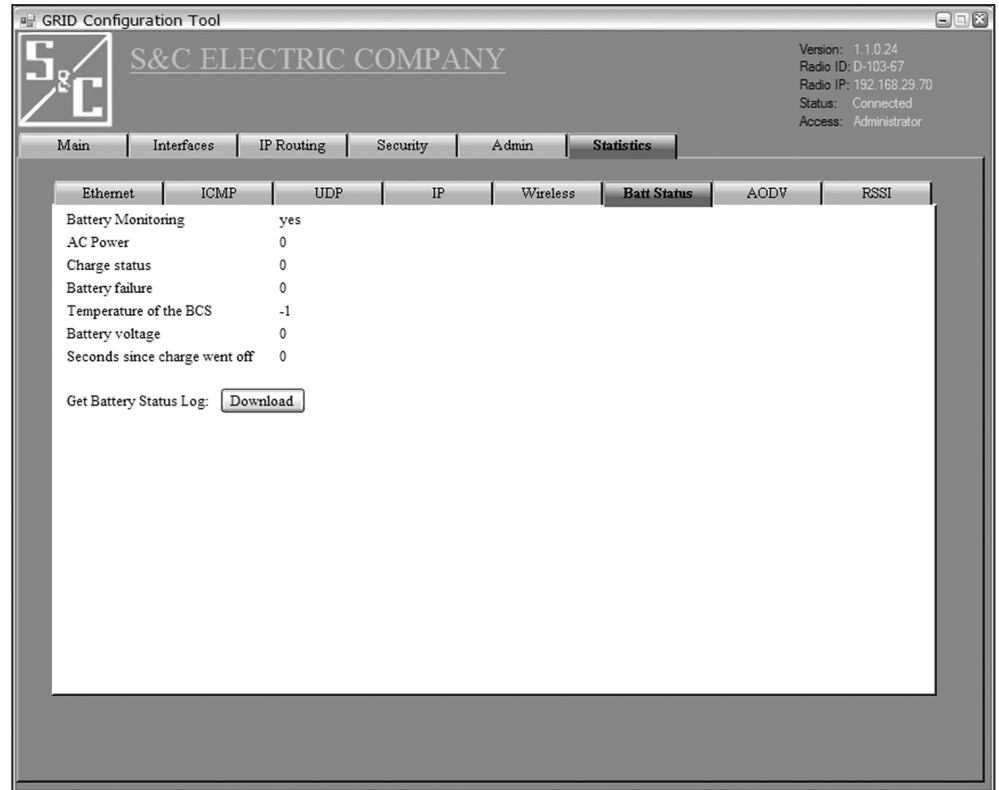 GRID Configuration Tool
S&C
S&C ELECTRIC COMPANY
Version: 1.1.0.24
Radio ID: D-103-67
Radio IP: 192.168.29.70
Status: Connected
Access: Administrator
Main Interfaces IP Routing Security Admin Statistics
Ethernet ICMP UDP IP Wireless Batt Status AODV RSSI
Battery Monitoring yes
AC Power 0
Charge status 0
Battery failure 0
Temperature of the BCS -1
Battery voltage 0
Seconds since charge went off 0
Get Battery Status Log: Download